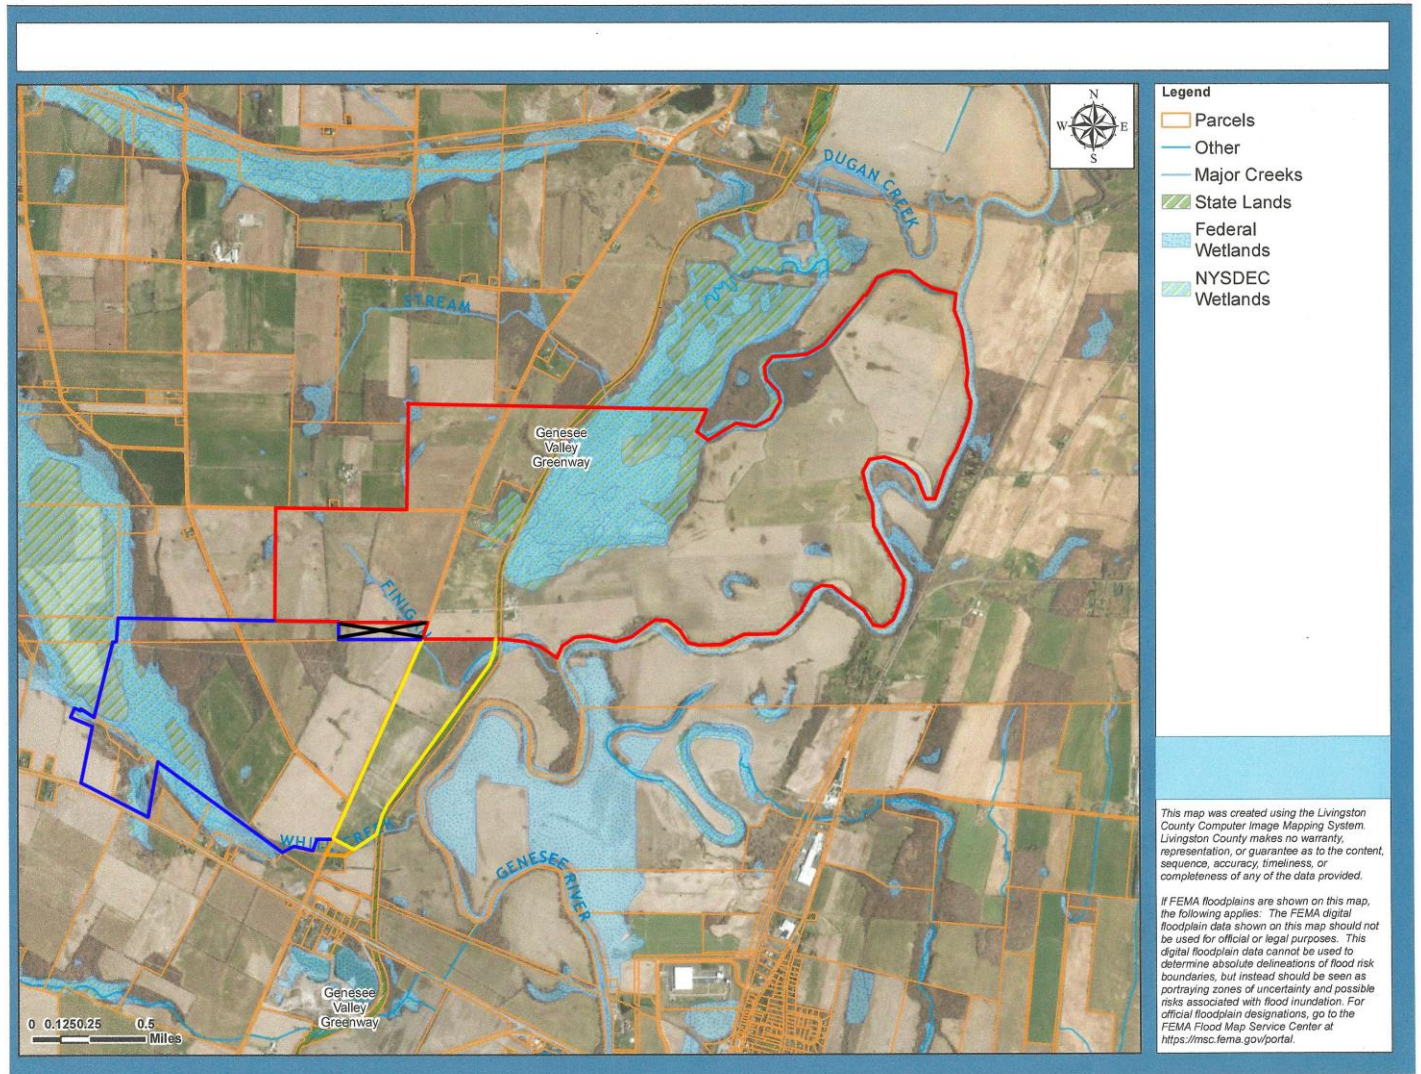 Legend
Parcels
Other
Major Creeks
State Lands
Federal
Wetlands
NYSDEC
Wetlands
N
W E
S
DUGAN CREEK
STREAM
Genesee
Valley
Greenway
GENESEE RIVER
Genesee
Valley
Greenway
0 0.1250.25 0.5
Miles
This map was created using the Livingston
County Computer Image Mapping System.
Livingston County makes no warranty,
representation, or guarantee as to the content,
sequence, accuracy, timeliness, or
completeness of any of the data provided.
If FEMA floodplains are shown on this map,
the following applies: The FEMA digital
floodplain data shown on this map should not
be used for official or legal purposes. This
digital floodplain data cannot be used to
determine absolute delineations of flood risk
boundaries, but instead should be seen as
portraying zones of uncertainty and possible
risks associated with flood inundation. For
official floodplain designations, go to the
FEMA Flood Map Service Center at
https://msc.fema.gov/portal.